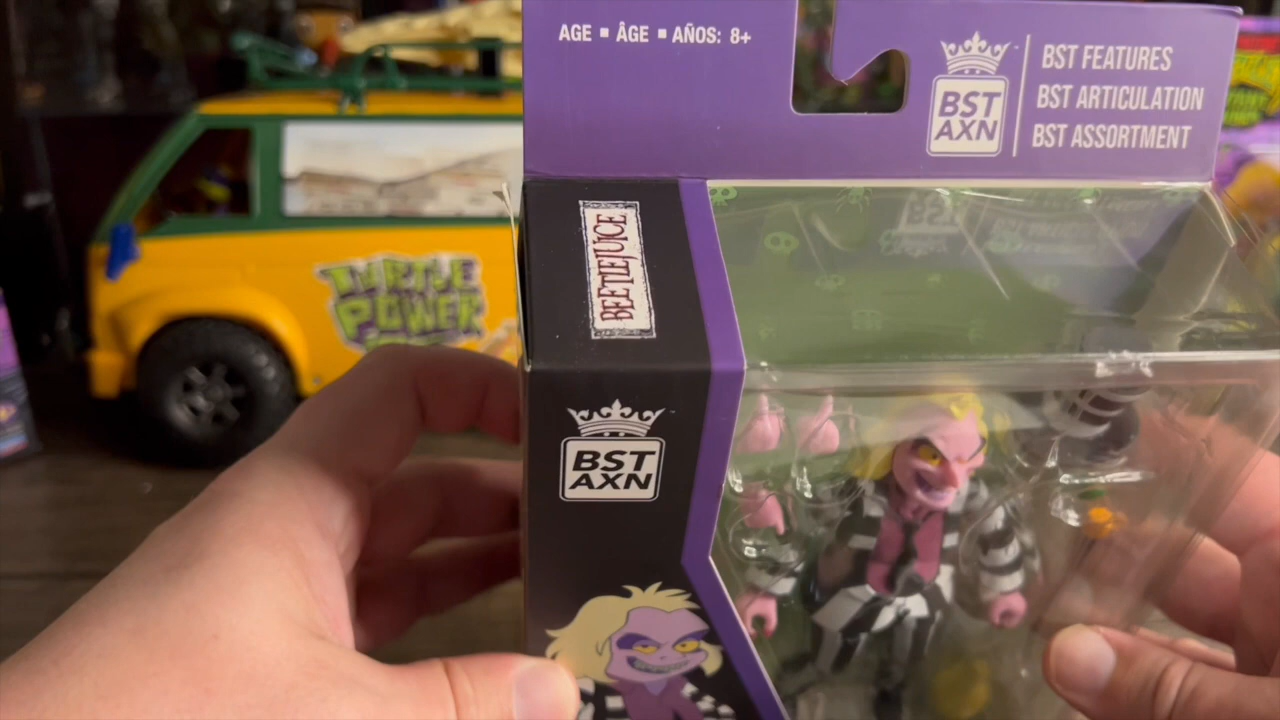 AGE ▪ ÂGE ▪ AÑOS: 8+
BST
AXN
BST FEATURES
BST ARTICULATION
BST ASSORTMENT
BEETLEJUICE
BST
AXN
TURTLE
POWER